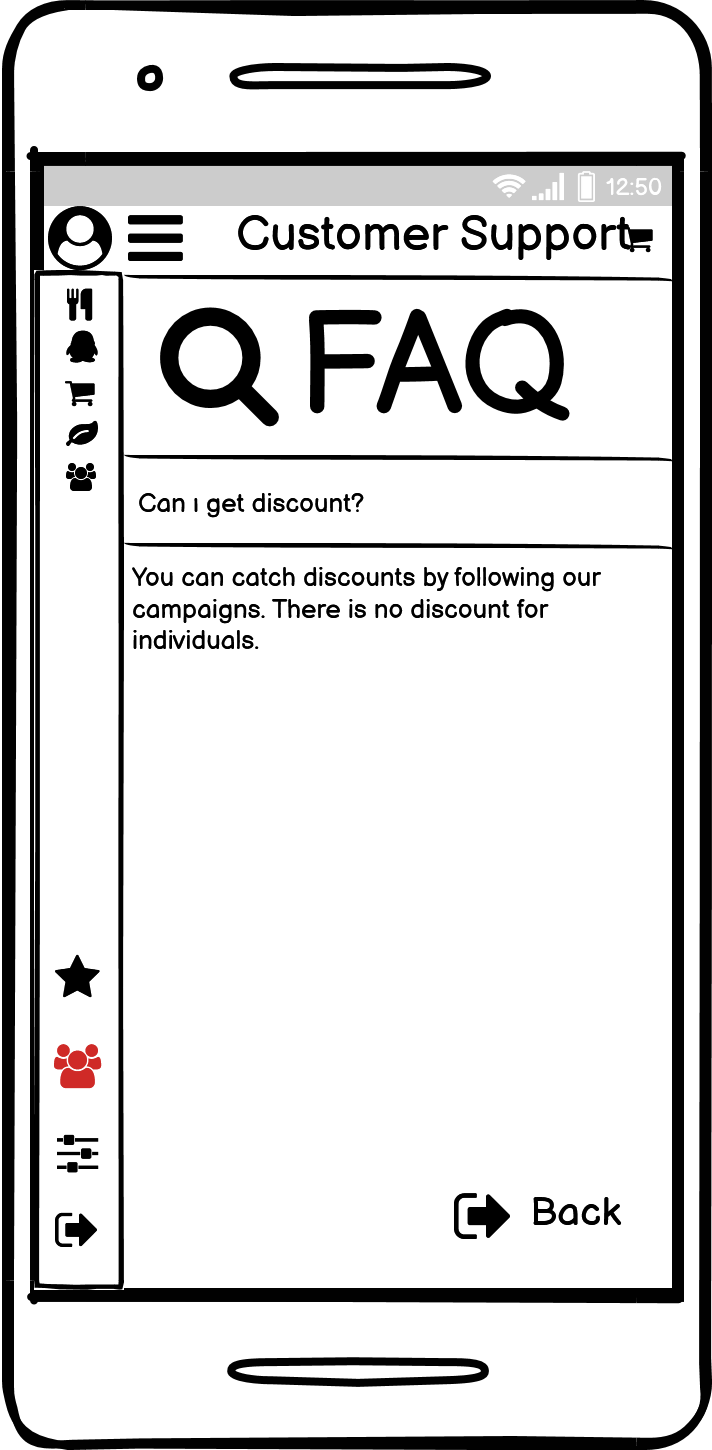 12:50
Customer Support
FAQ
Can ı get discount?
You can catch discounts by following our
campaigns. There is no discount for
individuals.
Back